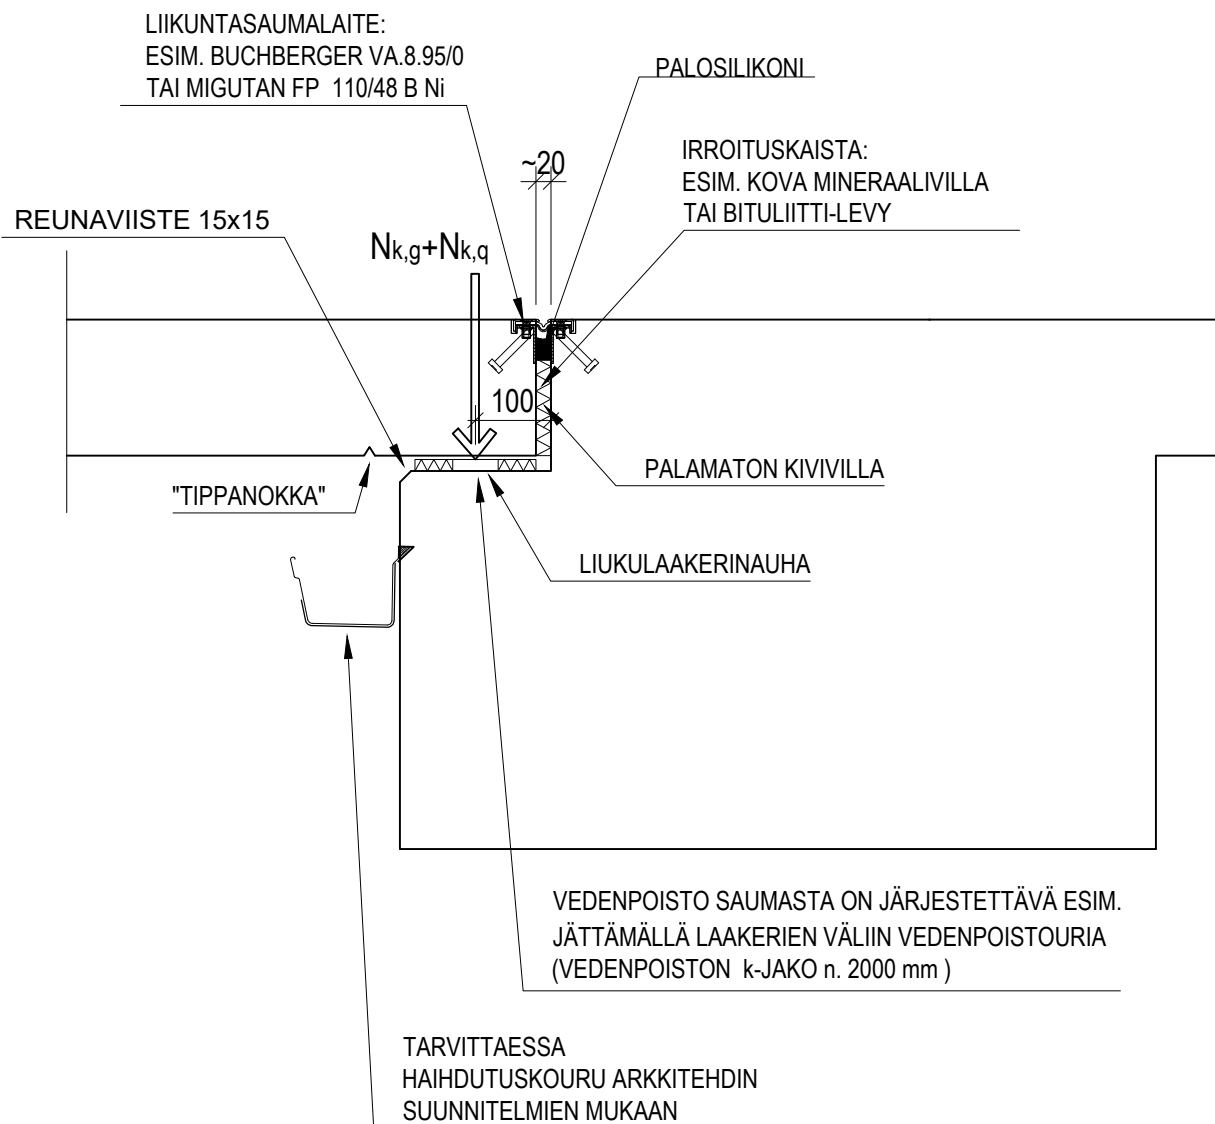 LIIKUNTASAUMALAITE:
ESIM. BUCHBERGER VA.8.95/0
TAI MIGUTAN FP 110/48 B Ni
PALOSILIKONI
~20
IRROITUSKAISTA:
ESIM. KOVA MINERAALIVILLA
TAI BITULIITTI-LEVY
REUNAVIISTE 15x15
Nk,g+Nk,q
100
PALAMATON KIVIVILLA
"TIPPANOKKA"
LIUKULAAKERINAUHA
VEDENPOISTO SAUMASTA ON JÄRJESTETTÄVÄ ESIM.
JÄTTÄMÄLLÄ LAAKERIEN VÄLIIN VEDENPOISTOURIA
(VEDENPOISTON k-JAKO n. 2000 mm )
TARVITTAESSA
HAIHDUTUSKOURU ARKKITEHDIN
SUUNNITELMIEN MUKAAN